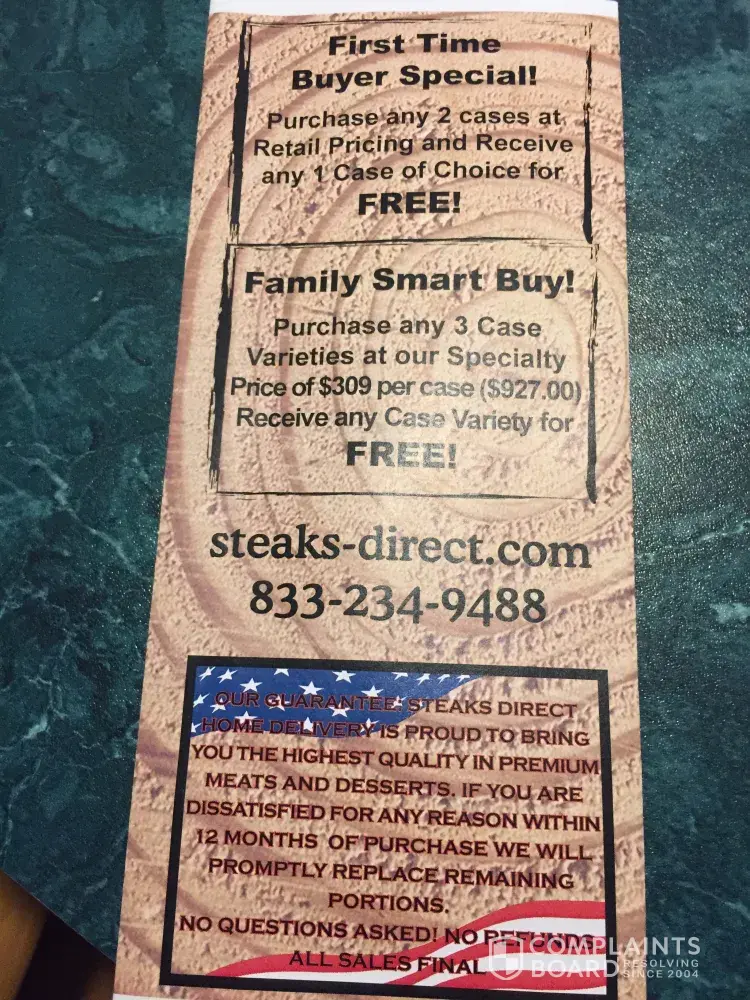 First Time
Buyer Special!
Purchase any 2 cases at
Retail Pricing and Receive
any 1 Case of Choice for
FREE!
Family Smart Buy!
Purchase any 3 Case
Varieties at our Specialty
Price of $309 per case ($927.00)
Receive any Case Variety for
FREE!
steaks-direct.com
833-234-9488
OUR GUARANTEE: STEAKS DIRECT
HOME DELIVERY IS PROUD TO BRING
YOU THE HIGHEST QUALITY IN PREMIUM
MEATS AND DESSERTS. IF YOU ARE
DISSATISFIED FOR ANY REASON WITHIN
12 MONTHS OF PURCHASE WE WILL
PROMPTLY REPLACE REMAINING
PORTIONS.
NO QUESTIONS ASKED! NO REFUNDS
ALL SALES FINAL
COMPLAINTS
BOARD RESOLVING
SINCE 2004